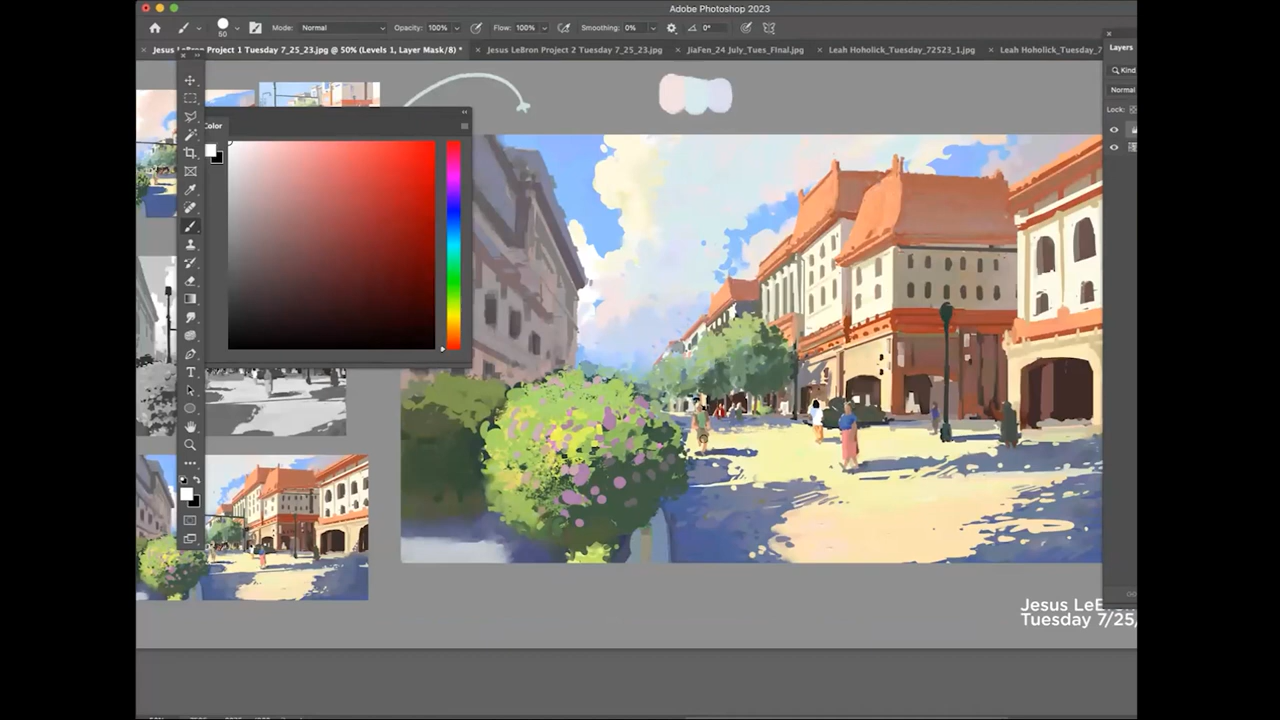 Adobe Photoshop 2023
50
Mode: Normal
Opacity: 100%
Flow: 100%
Smoothing: 0%
0°
Jesus LeBron Project 1 Tuesday 7_25_23.jpg @ 50% (Levels 1, Layer Mask/8) *
Jesus LeBron Project 2 Tuesday 7_25_23.jpg
JiaFen_24 July_Tues_Final.jpg
Leah Hoholick_Tuesday_72523_1.jpg
Leah Hoholick_Tuesday_7
Layers
Kind
Normal
Lock:
Color
Jesus LeBron
Tuesday 7/25/